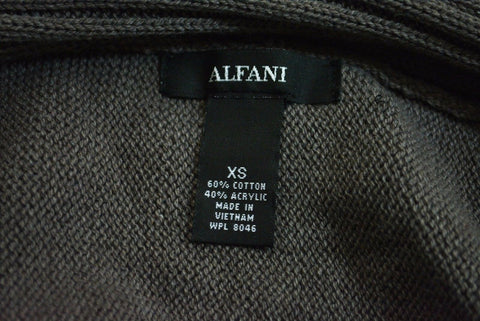 ALFANI
XS
60% COTTON
40% ACRYLIC
MADE IN
VIETNAM
WPL 8046